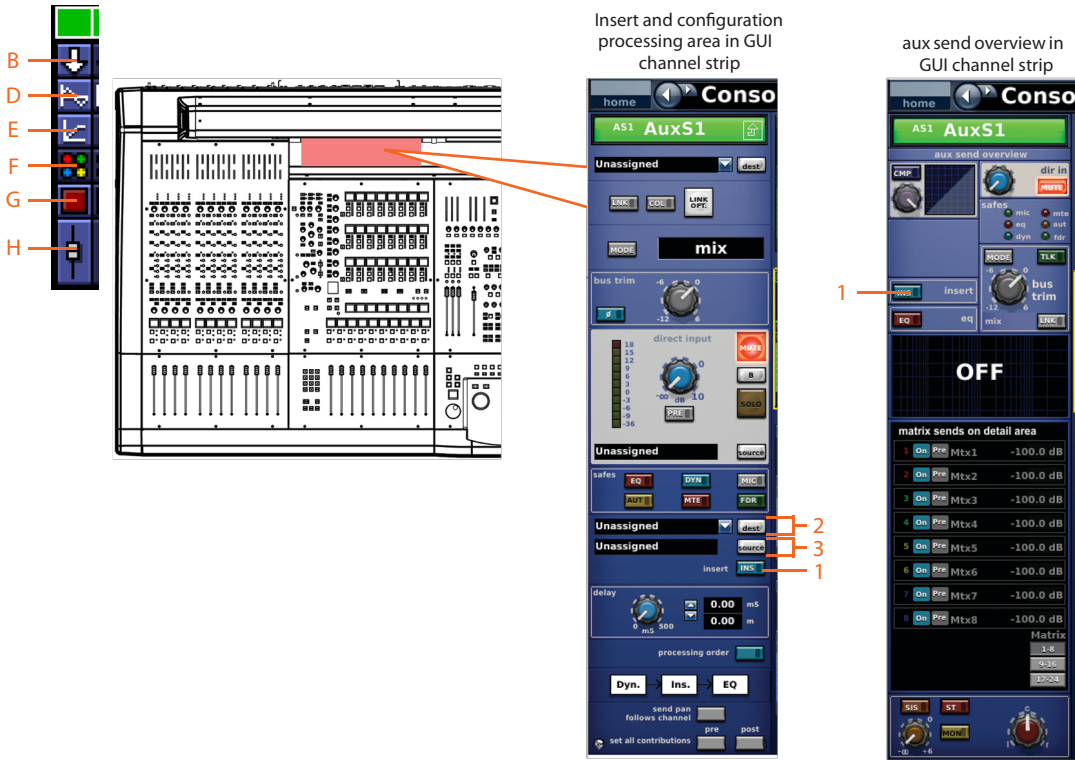 B
D
E
F
G
H
Insert and configuration
processing area in GUI
channel strip
home
Conso
AS1 AuxS1
Unassigned
dest
LNK COL LINK OPT.
MODE mix
bus trim
-6 0
ø
-12 6
direct input
18
15
12
9
6
3
0
-3
-6
-9
-36
0
-∞ dB 10
PRE
MUTE
B
SOLO
Unassigned source
safes
EQ DYN MIC
AUT MTE FDR
Unassigned dest 2
Unassigned source 3
insert INS 1
delay
0 mS 500
0.00 mS
0.00 m
processing order
Dyn. Ins. EQ
send pan
follows channel
pre post
set all contributions
aux send overview in
GUI channel strip
home
Conso
AS1 AuxS1
aux send overview
CMP
dir in
MUTE
safes
mic mte
eq aut
dyn fdr
MODE TLK
-6 0
bus
trim
-12 6
1 INS insert
EQ eq
mix LNK
OFF
matrix sends on detail area
1 On Pre Mtx1 -100.0 dB
2 On Pre Mtx2 -100.0 dB
3 On Pre Mtx3 -100.0 dB
4 On Pre Mtx4 -100.0 dB
5 On Pre Mtx5 -100.0 dB
6 On Pre Mtx6 -100.0 dB
7 On Pre Mtx7 -100.0 dB
8 On Pre Mtx8 -100.0 dB
Matrix
1-8
9-16
17-24
SIS ST
0
MON
-∞ +6
C
l r